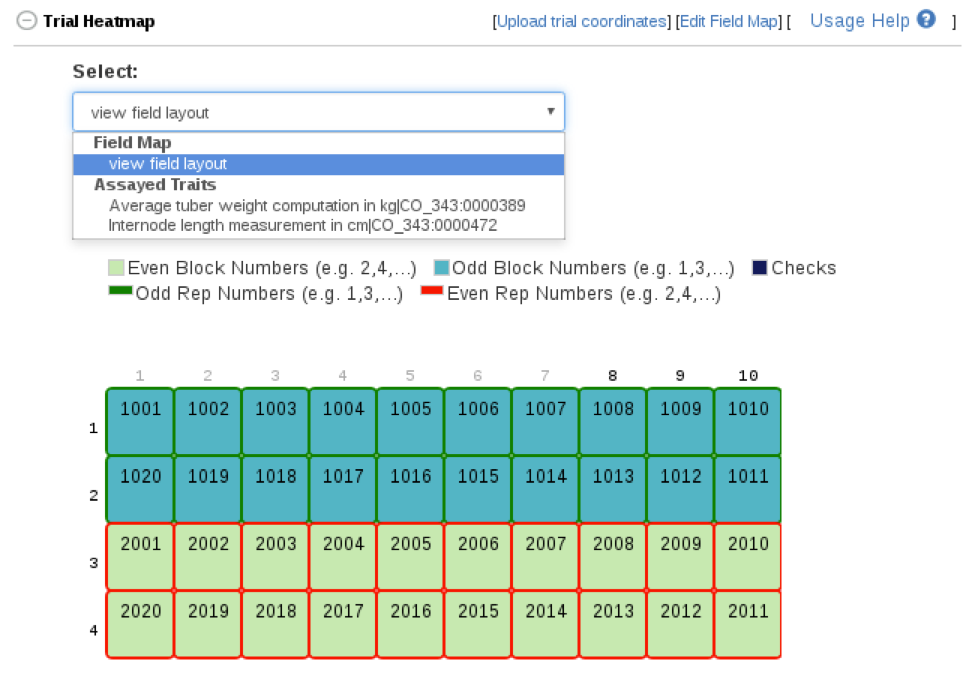 Trial Heatmap [Upload trial coordinates] [Edit Field Map] [ Usage Help ? ]
Select:
view field layout
Field Map
view field layout
Assayed Traits
Average tuber weight computation in kg|CO_343:0000389
Internode length measurement in cm|CO_343:0000472
Even Block Numbers (e.g. 2,4,...) Odd Block Numbers (e.g. 1,3,...) Checks
Odd Rep Numbers (e.g. 1,3,...) Even Rep Numbers (e.g. 2,4,...)
1 2 3 4 5 6 7 8 9 10
1 1001 1002 1003 1004 1005 1006 1007 1008 1009 1010
2 1020 1019 1018 1017 1016 1015 1014 1013 1012 1011
3 2001 2002 2003 2004 2005 2006 2007 2008 2009 2010
4 2020 2019 2018 2017 2016 2015 2014 2013 2012 2011